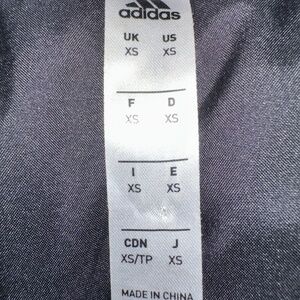 adidas
UK US
XS XS
F D
XS XS
I E
XS XS
CDN J
XS/TP XS
MADE IN CHINA